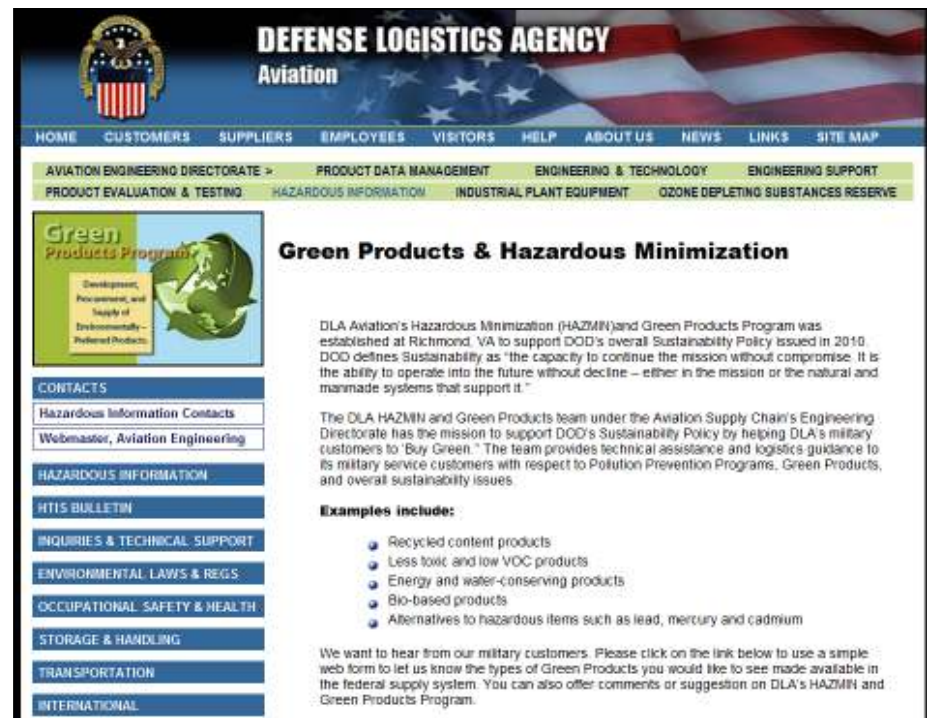 DEFENSE LOGISTICS AGENCY
Aviation
HOME CUSTOMERS SUPPLIERS EMPLOYEES VISITORS HELP ABOUT US NEWS LINKS SITE MAP
AVIATION ENGINEERING DIRECTORATE > PRODUCT DATA MANAGEMENT ENGINEERING & TECHNOLOGY ENGINEERING SUPPORT
PRODUCT EVALUATION & TESTING HAZARDOUS INFORMATION INDUSTRIAL PLANT EQUIPMENT OZONE DEPLETING SUBSTANCES RESERVE
Green
Products Program
Development,
Procurement, and
Supply of
Environmentally –
Preferred Products
CONTACTS
Hazardous Information Contacts
Webmaster, Aviation Engineering
HAZARDOUS INFORMATION
HTIS BULLETIN
INQUIRIES & TECHNICAL SUPPORT
ENVIRONMENTAL LAWS & REGS
OCCUPATIONAL SAFETY & HEALTH
STORAGE & HANDLING
TRANSPORTATION
INTERNATIONAL
Green Products & Hazardous Minimization
DLA Aviation's Hazardous Minimization (HAZMIN)and Green Products Program was
established at Richmond, VA to support DOD's overall Sustainability Policy issued in 2010.
DOD defines Sustainability as "the capacity to continue the mission without compromise. It is
the ability to operate into the future without decline – either in the mission or the natural and
manmade systems that support it."
The DLA HAZMIN and Green Products team under the Aviation Supply Chain's Engineering
Directorate has the mission to support DOD's Sustainability Policy by helping DLA's military
customers to "Buy Green." The team provides technical assistance and logistics guidance to
its military service customers with respect to Pollution Prevention Programs, Green Products,
and overall sustainability issues.
Examples include:
Recycled content products
Less toxic and low VOC products
Energy and water-conserving products
Bio-based products
Alternatives to hazardous items such as lead, mercury and cadmium
We want to hear from our military customers. Please click on the link below to use a simple
web form to let us know the types of Green Products you would like to see made available in
the federal supply system. You can also offer comments or suggestion on DLA's HAZMIN and
Green Products Program.